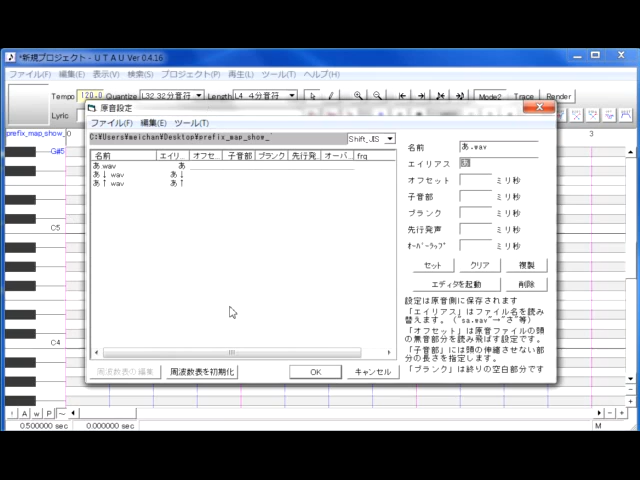 *新規プロジェクト - UTAU Ver 0.4.16
ファイル(F) 編集(E) 表示(V) 検索(S) プロジェクト(P) 再生(L) ツール(T) ヘルプ(H)
Tempo 120.0 Quantize L32 32分音符 Length L4 4分音符 Mode2 Trace Render
Lyric
prefix_map_show_ 0 3
G#5
C5
C4
原音設定
ファイル(F) 編集(E) ツール(T)
C:¥Users¥meichan¥Desktop¥prefix_map_show_ Shift_JIS
名前 エイリ... オフセ... 子音部 ブランク 先行発... オーバ... frq
あ.wav あ
あ↓ wav あ↓
あ↑ wav あ↑
名前 あ.wav
エイリアス あ
オフセット ミリ秒
子音部 ミリ秒
ブランク ミリ秒
先行発声 ミリ秒
オーバーラップ ミリ秒
セット クリア 複製
エディタを起動 削除
設定は原音側に保存されます
「エイリアス」はファイル名を読み
替えます。("sa.wav"→"さ"等)
「オフセット」は原音ファイルの頭
の無音部分を読み飛ばす設定です。
「子音部」には頭の伸縮させない部
分の長さを指定します。
「ブランク」は終りの空白部分です
周波数表の編集 周波数表を初期化 OK キャンセル
! A w P ～
0.500000 sec 0.000000 sec M